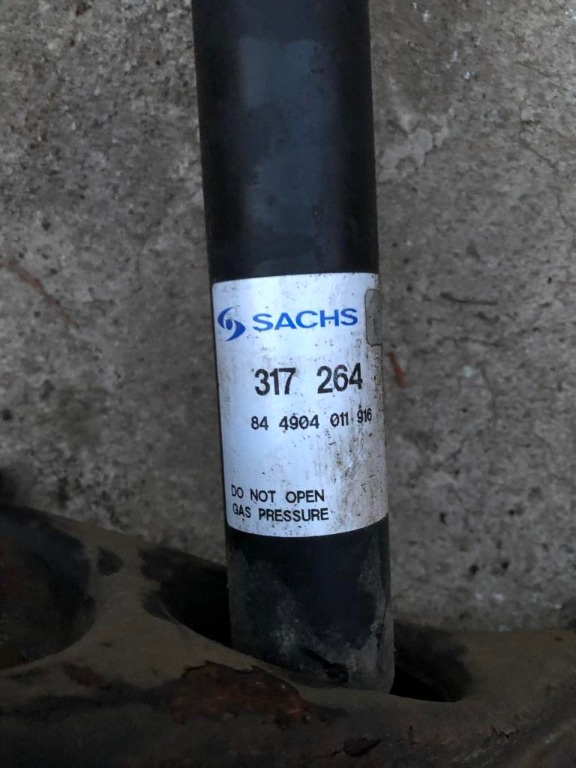 SACHS
317 264
84 4904 011 916
DO NOT OPEN
GAS PRESSURE